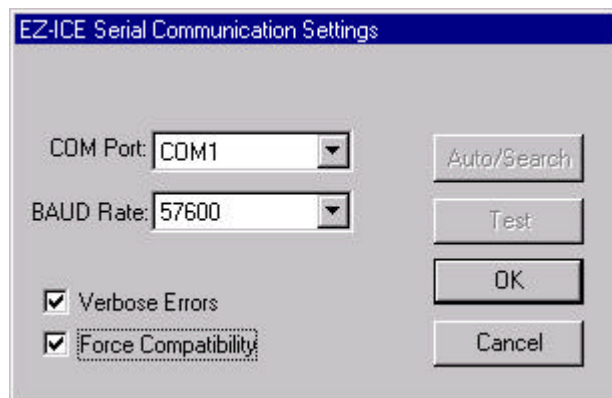 EZ-ICE Serial Communication Settings
COM Port: COM1
Auto/Search
BAUD Rate: 57600
Test
OK
Verbose Errors
Force Compatibility
Cancel